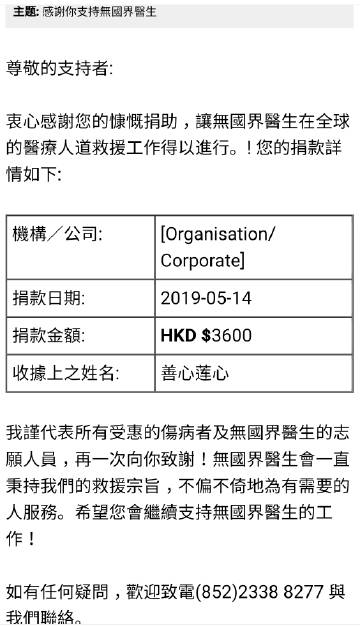 主題: 感謝你支持無國界醫生
尊敬的支持者:
衷心感謝您的慷慨捐助，讓無國界醫生在全球
的醫療人道救援工作得以進行。! 您的捐款詳
情如下:
機構／公司: [Organisation/
Corporate]
捐款日期: 2019-05-14
捐款金額: HKD $3600
收據上之姓名: 善心莲心
我謹代表所有受惠的傷病者及無國界醫生的志
願人員，再一次向你致謝！無國界醫生會一直
秉持我們的救援宗旨，不偏不倚地為有需要的
人服務。希望您會繼續支持無國界醫生的工
作！
如有任何疑問，歡迎致電(852)2338 8277 與
我們聯絡。